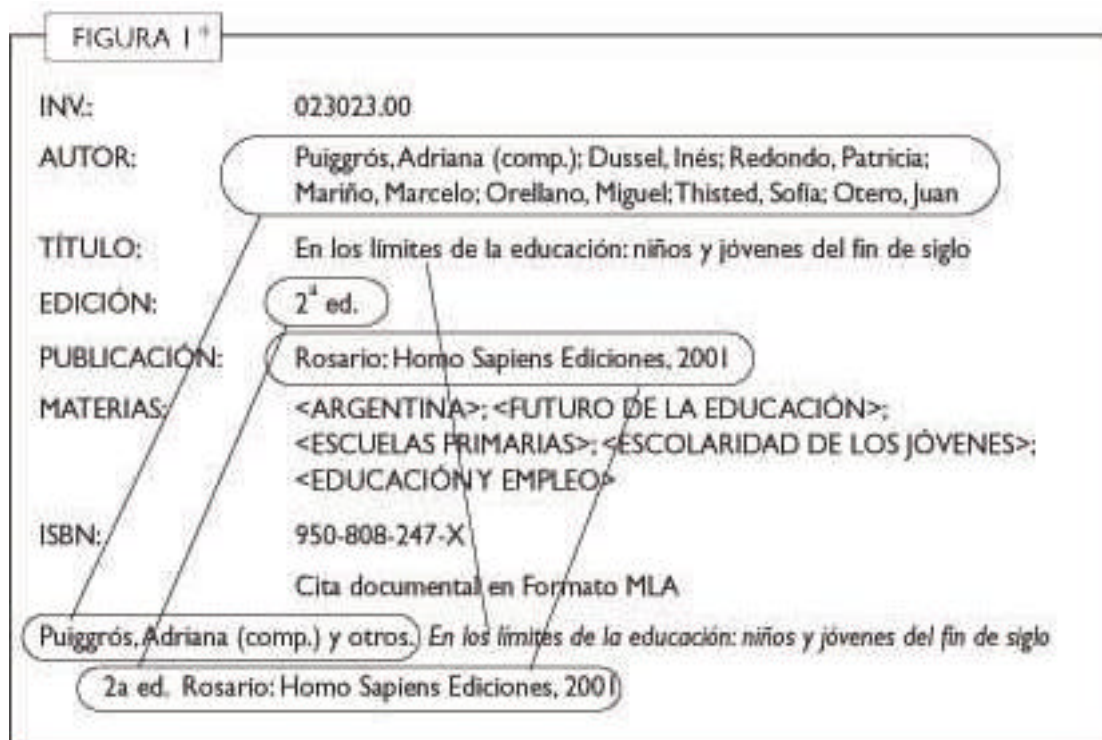 FIGURA 1 *
INV.: 023023.00
AUTOR: Puiggrós, Adriana (comp.); Dussel, Inés; Redondo, Patricia;
Mariño, Marcelo; Orellano, Miguel; Thisted, Sofía; Otero, Juan
TÍTULO: En los límites de la educación: niños y jóvenes del fin de siglo
EDICIÓN: 2ª ed.
PUBLICACIÓN: Rosario: Homo Sapiens Ediciones, 2001
MATERIAS: <ARGENTINA>; <FUTURO DE LA EDUCACIÓN>;
<ESCUELAS PRIMARIAS>; <ESCOLARIDAD DE LOS JÓVENES>;
<EDUCACIÓN Y EMPLEO>
ISBN: 950-808-247-X
Cita documental en Formato MLA
Puiggrós, Adriana (comp.) y otros. En los límites de la educación: niños y jóvenes del fin de siglo
2a ed. Rosario: Homo Sapiens Ediciones, 2001